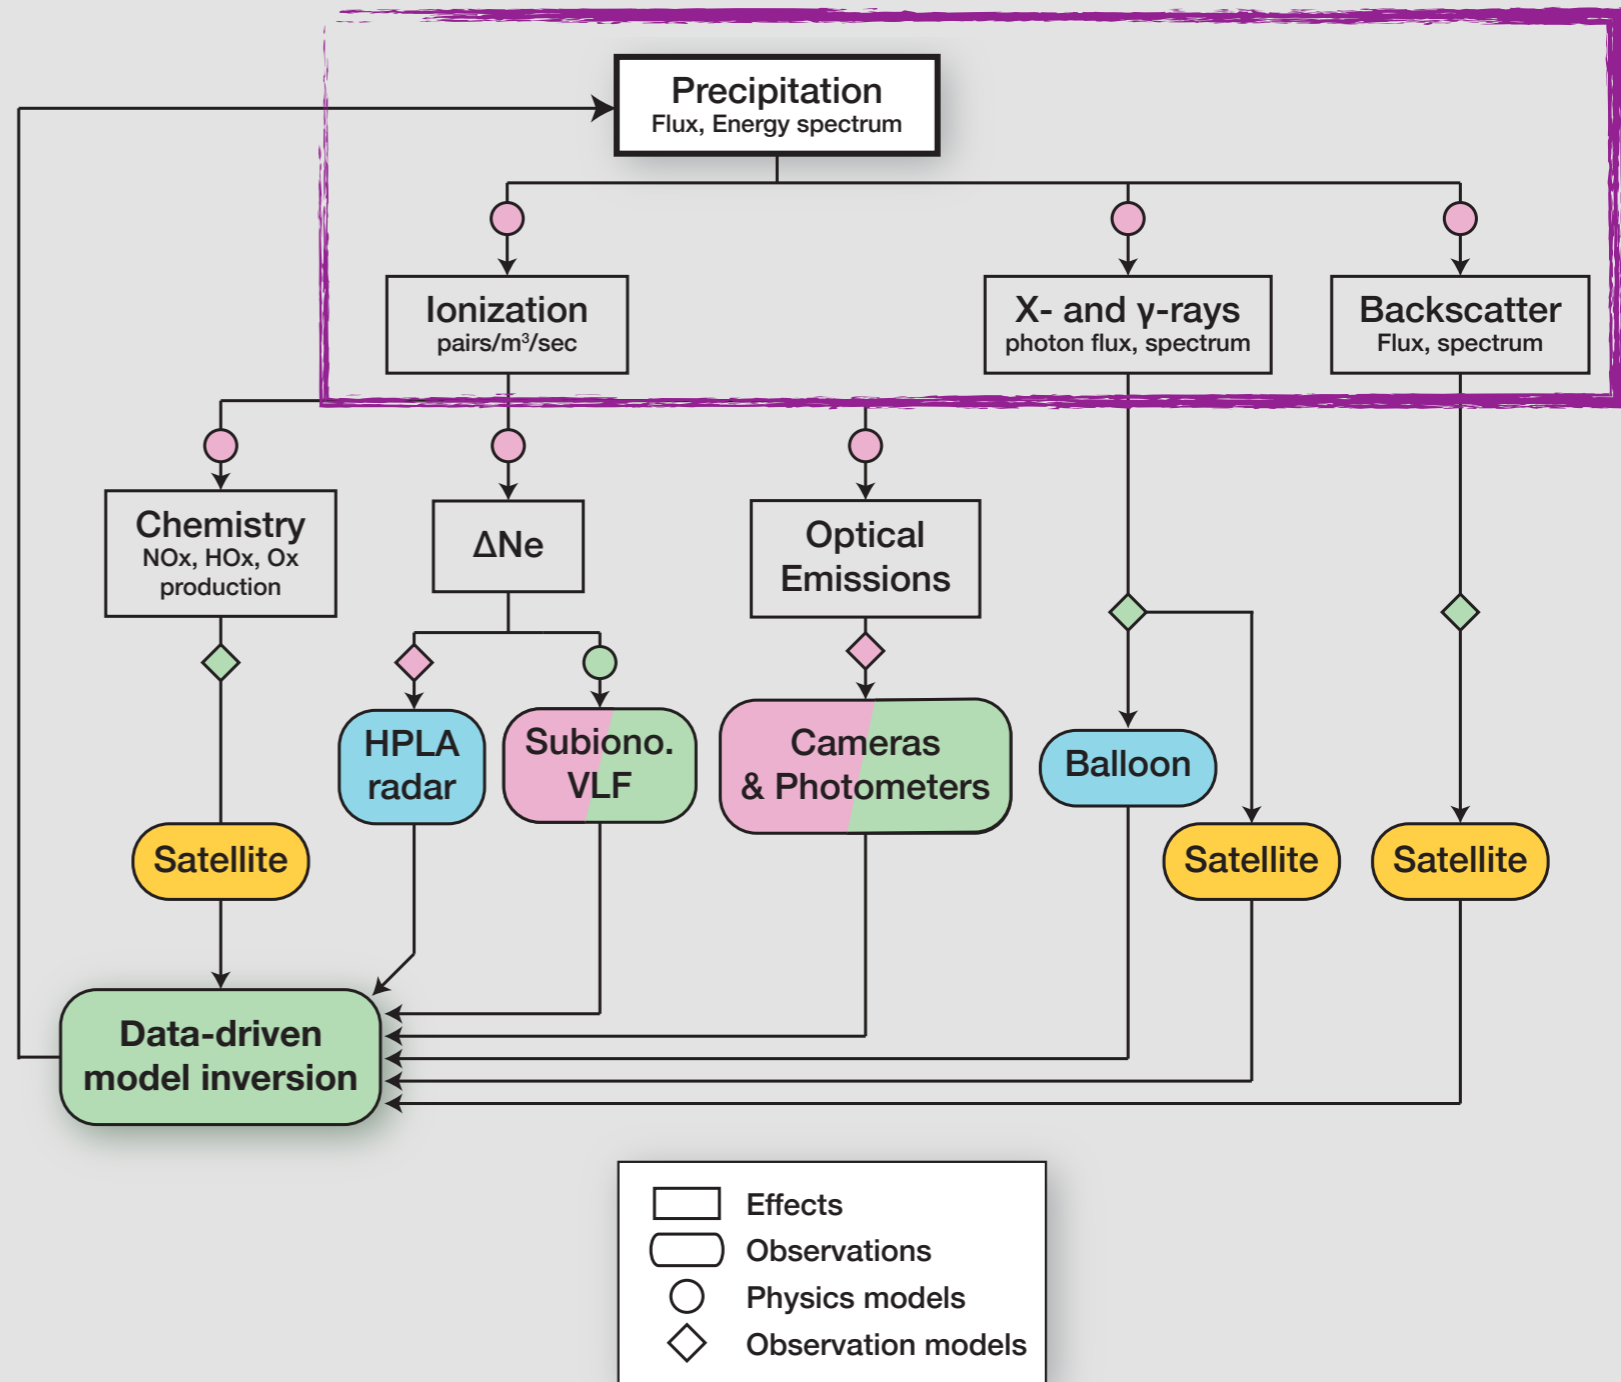 Precipitation
Flux, Energy spectrum
Ionization
pairs/m³/sec
X- and γ-rays
photon flux, spectrum
Backscatter
Flux, spectrum
Chemistry
NOx, HOx, Ox
production
ΔNe
Optical
Emissions
HPLA
radar
Subiono.
VLF
Cameras
& Photometers
Balloon
Satellite
Satellite
Satellite
Data-driven
model inversion
Effects
Observations
Physics models
Observation models